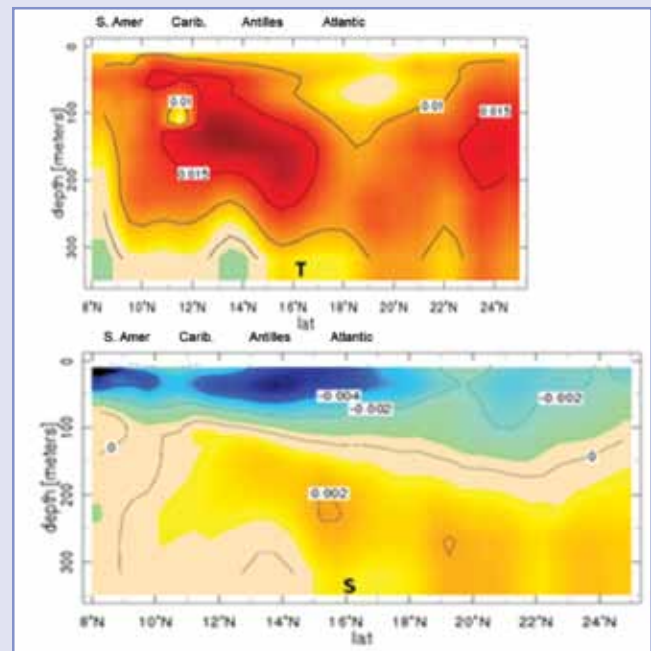 S. Amer Carib. Antilles Atlantic
0
100
200
300
depth [meters]
0.01
0.01
0.015
0.015
T
8°N 10°N 12°N 14°N 16°N 18°N 20°N 22°N 24°N
lat
S. Amer Carib. Antilles Atlantic
0
100
200
300
depth [meters]
-0.004
-0.002
-0.002
0
0
0.002
S
8°N 10°N 12°N 14°N 16°N 18°N 20°N 22°N 24°N
lat